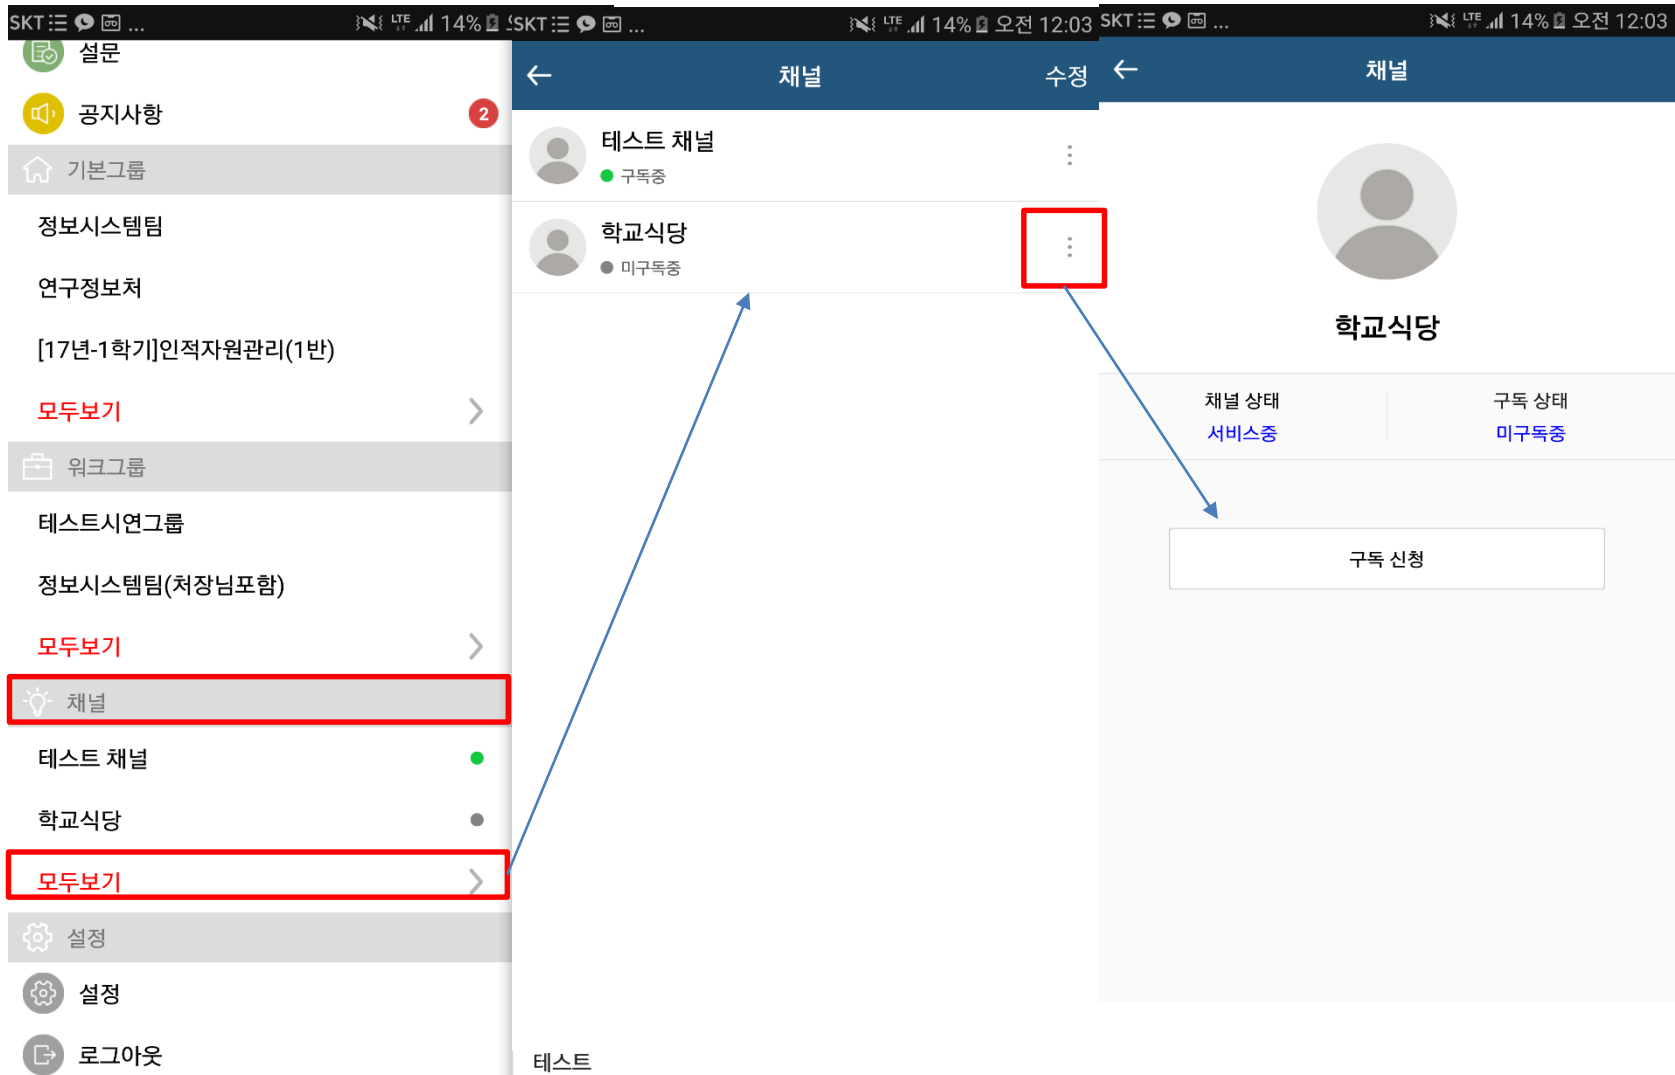 SKT ... LTE 14%
설문
공지사항 2
기본그룹
정보시스템팀
연구정보처
[17년-1학기]인적자원관리(1반)
모두보기
워크그룹
테스트시연그룹
정보시스템팀(처장님포함)
모두보기
채널
테스트 채널
학교식당
모두보기
설정
설정
로그아웃
SKT ... LTE 14% 오전 12:03
채널 수정
테스트 채널
구독중
학교식당
미구독중
테스트
SKT ... LTE 14% 오전 12:03
채널
학교식당
채널 상태 구독 상태
서비스중 미구독중
구독 신청